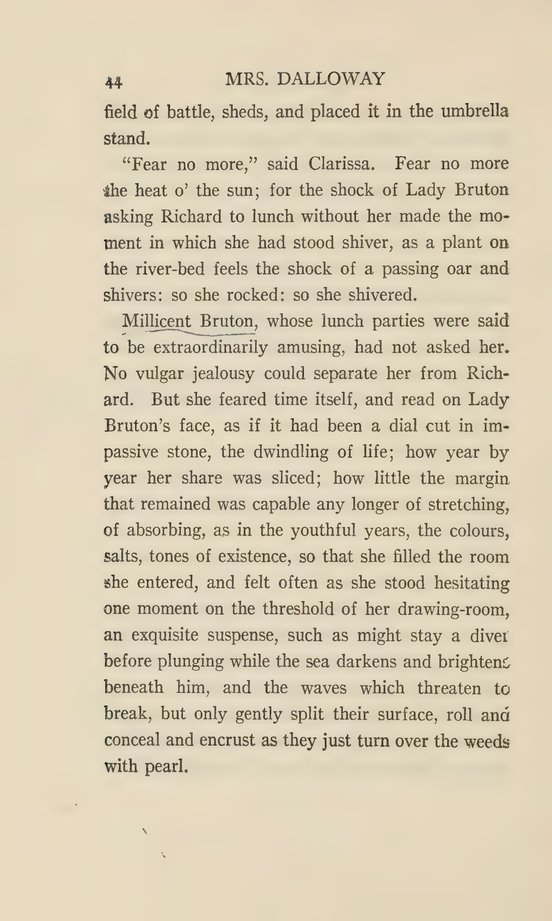 44 MRS. DALLOWAY
field of battle, sheds, and placed it in the umbrella
stand.
"Fear no more," said Clarissa. Fear no more
the heat o' the sun; for the shock of Lady Bruton
asking Richard to lunch without her made the mo-
ment in which she had stood shiver, as a plant on
the river-bed feels the shock of a passing oar and
shivers: so she rocked: so she shivered.
Millicent Bruton, whose lunch parties were said
to be extraordinarily amusing, had not asked her.
No vulgar jealousy could separate her from Rich-
ard. But she feared time itself, and read on Lady
Bruton's face, as if it had been a dial cut in im-
passive stone, the dwindling of life; how year by
year her share was sliced; how little the margin
that remained was capable any longer of stretching,
of absorbing, as in the youthful years, the colours,
salts, tones of existence, so that she filled the room
she entered, and felt often as she stood hesitating
one moment on the threshold of her drawing-room,
an exquisite suspense, such as might stay a diver
before plunging while the sea darkens and brightens
beneath him, and the waves which threaten to
break, but only gently split their surface, roll and
conceal and encrust as they just turn over the weeds
with pearl.